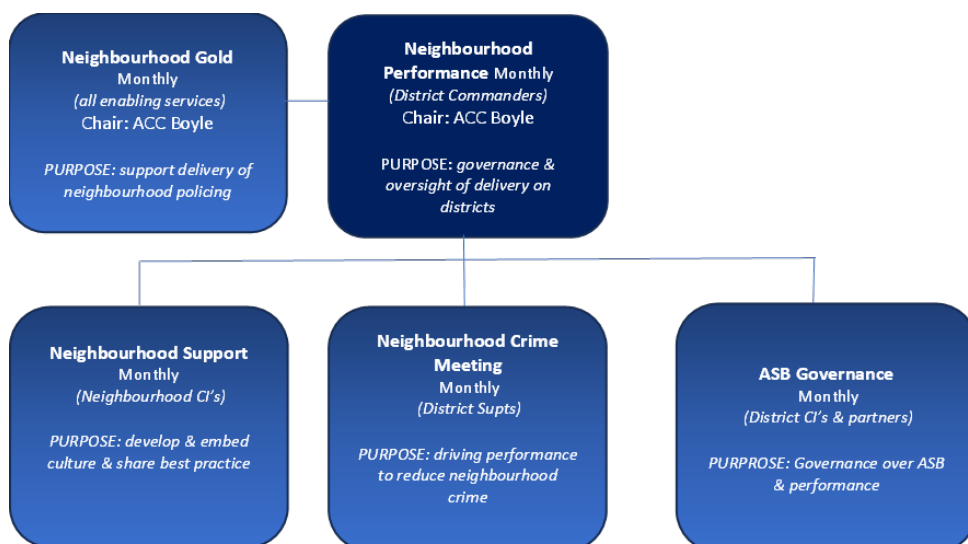 Neighbourhood Gold
Monthly
(all enabling services)
Chair: ACC Boyle
PURPOSE: support delivery of
neighbourhood policing
Neighbourhood
Performance Monthly
(District Commanders)
Chair: ACC Boyle
PURPOSE: governance &
oversight of delivery on
districts
Neighbourhood Support
Monthly
(Neighbourhood CI's)
PURPOSE: develop & embed
culture & share best practice
Neighbourhood Crime
Meeting
Monthly
(District Supts)
PURPOSE: driving performance
to reduce neighbourhood
crime
ASB Governance
Monthly
(District CI's & partners)
PURPROSE: Governance over ASB
& performance